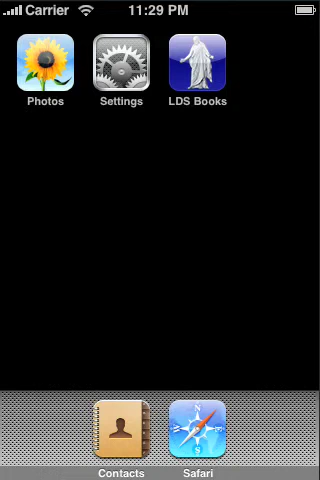 Carrier 11:29 PM
Photos Settings LDS Books
N
W E
S
Contacts Safari